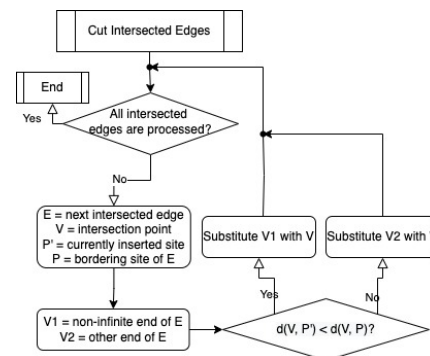 Cut Intersected Edges
End
Yes
All intersected
edges are processed?
No
E = next intersected edge
V = intersection point
P' = currently inserted site
P = bordering site of E
Substitute V1 with V
Substitute V2 with
Yes
No
V1 = non-infinite end of E
V2 = other end of E
d(V, P') < d(V, P)?